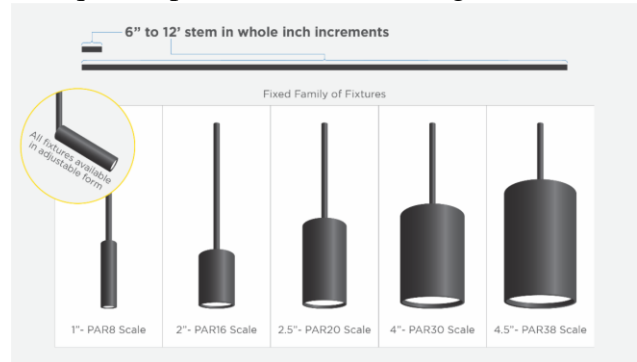 6” to 12’ stem in whole inch increments
Fixed Family of Fixtures
All fixtures available
in adjustable form
1”- PAR8 Scale
2”- PAR16 Scale
2.5”- PAR20 Scale
4”- PAR30 Scale
4.5”- PAR38 Scale